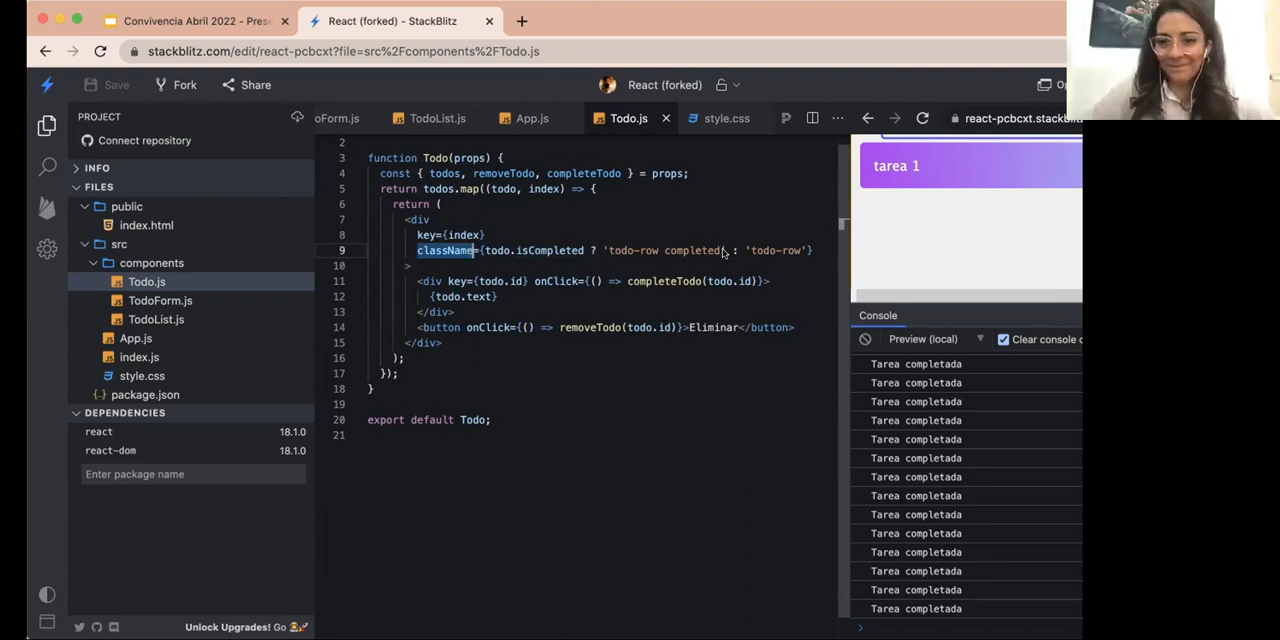 Convivencia Abril 2022 - Prese
React (forked) - StackBlitz
stackblitz.com/edit/react-pcbcxt?file=src%2Fcomponents%2FTodo.js
Save
Fork
Share
React (forked)
PROJECT
Connect repository
INFO
FILES
public
index.html
src
components
Todo.js
TodoForm.js
TodoList.js
App.js
index.js
style.css
package.json
DEPENDENCIES
react 18.1.0
react-dom 18.1.0
Enter package name
Unlock Upgrades! Go
oForm.js
TodoList.js
App.js
Todo.js
style.css
2
3 function Todo(props) {
4 const { todos, removeTodo, completeTodo } = props;
5 return todos.map((todo, index) => {
6 return (
7 <div
8 key={index}
9 className={todo.isCompleted ? 'todo-row completed' : 'todo-row'}
10 >
11 <div key={todo.id} onClick={() => completeTodo(todo.id)}>
12 {todo.text}
13 </div>
14 <button onClick={() => removeTodo(todo.id)}>Eliminar</button>
15 </div>
16 );
17 });
18 }
19
20 export default Todo;
21
react-pcbcxt.stackb
tarea 1
Console
Preview (local)
Clear console o
Tarea completada
Tarea completada
Tarea completada
Tarea completada
Tarea completada
Tarea completada
Tarea completada
Tarea completada
Tarea completada
Tarea completada
Tarea completada
Tarea completada
Tarea completada
Tarea completada